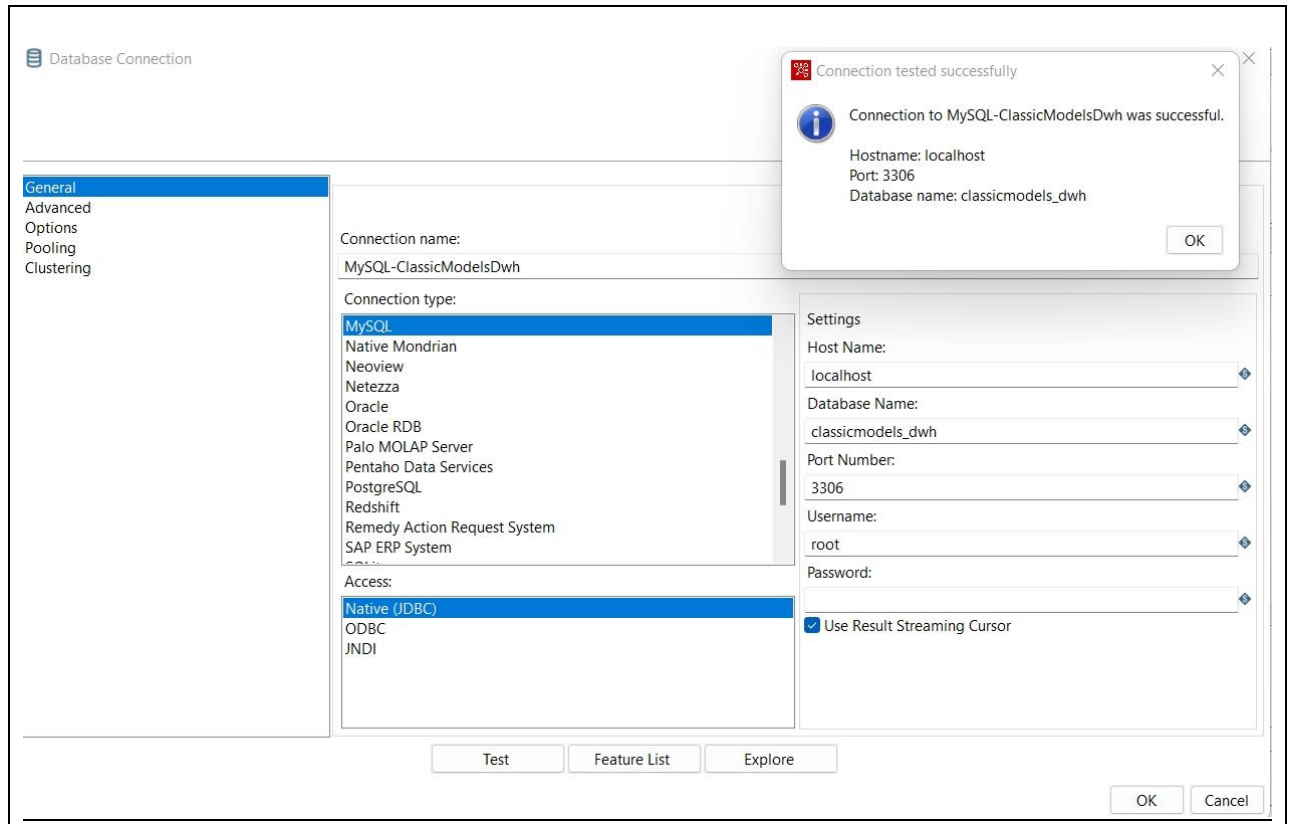 Database Connection
Connection tested successfully
Connection to MySQL-ClassicModelsDwh was successful.
Hostname: localhost
Port: 3306
Database name: classicmodels_dwh
OK
General
Advanced
Options
Pooling
Clustering
Connection name:
MySQL-ClassicModelsDwh
Connection type:
MySQL
Native Mondrian
Neoview
Netezza
Oracle
Oracle RDB
Palo MOLAP Server
Pentaho Data Services
PostgreSQL
Redshift
Remedy Action Request System
SAP ERP System
Access:
Native (JDBC)
ODBC
JNDI
Settings
Host Name:
localhost
Database Name:
classicmodels_dwh
Port Number:
3306
Username:
root
Password:
Use Result Streaming Cursor
Test
Feature List
Explore
OK
Cancel